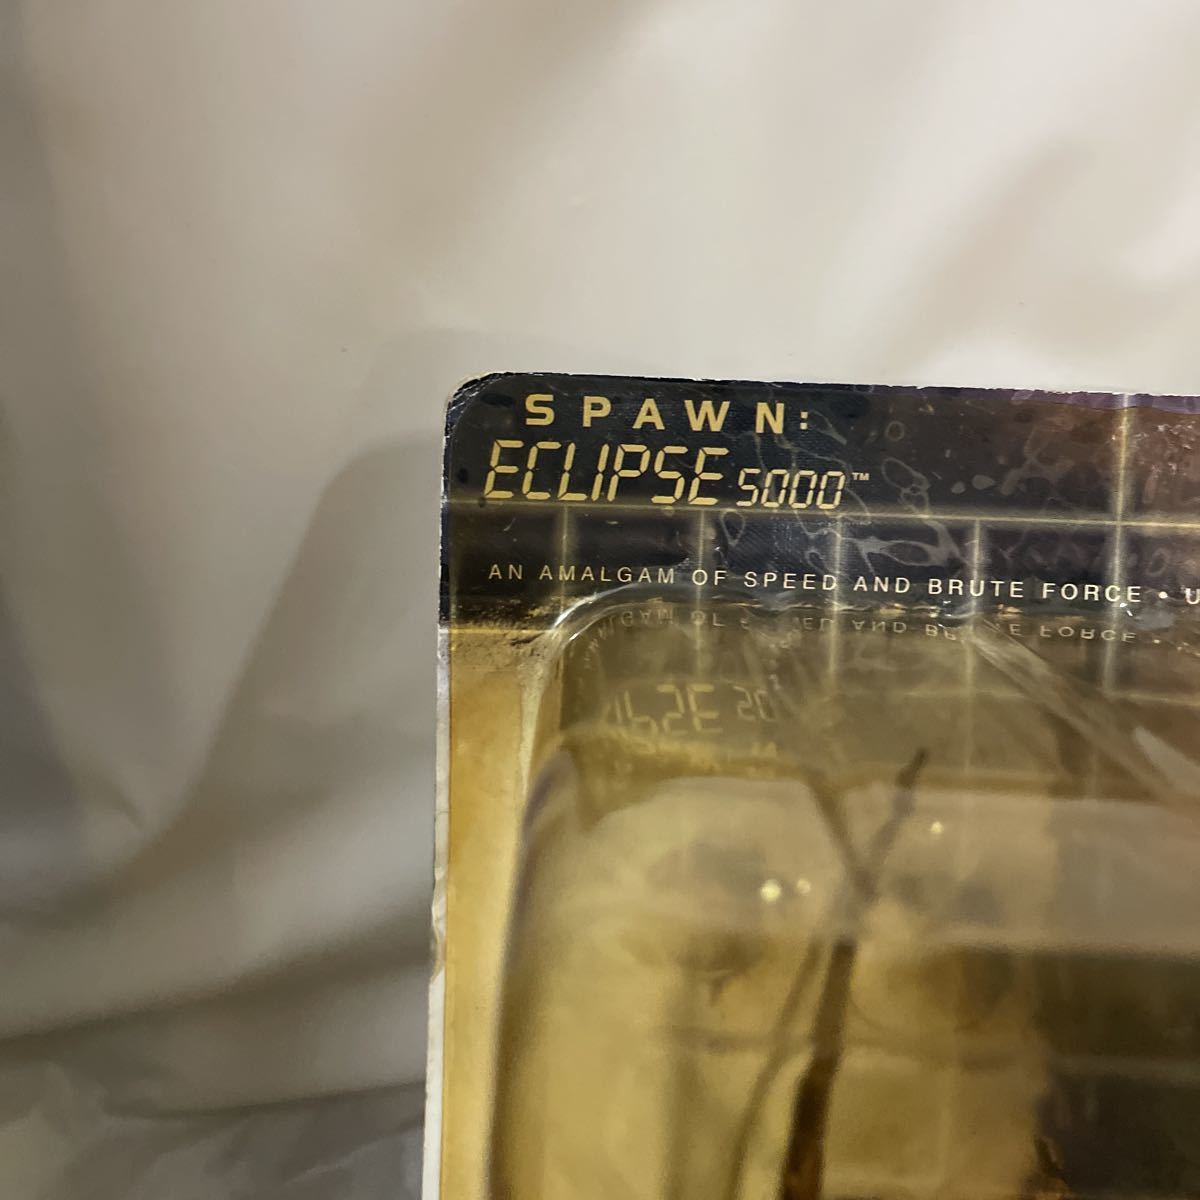 SPAWN:
ECLIPSE 5000™
AN AMALGAM OF SPEED AND BRUTE FORCE • U